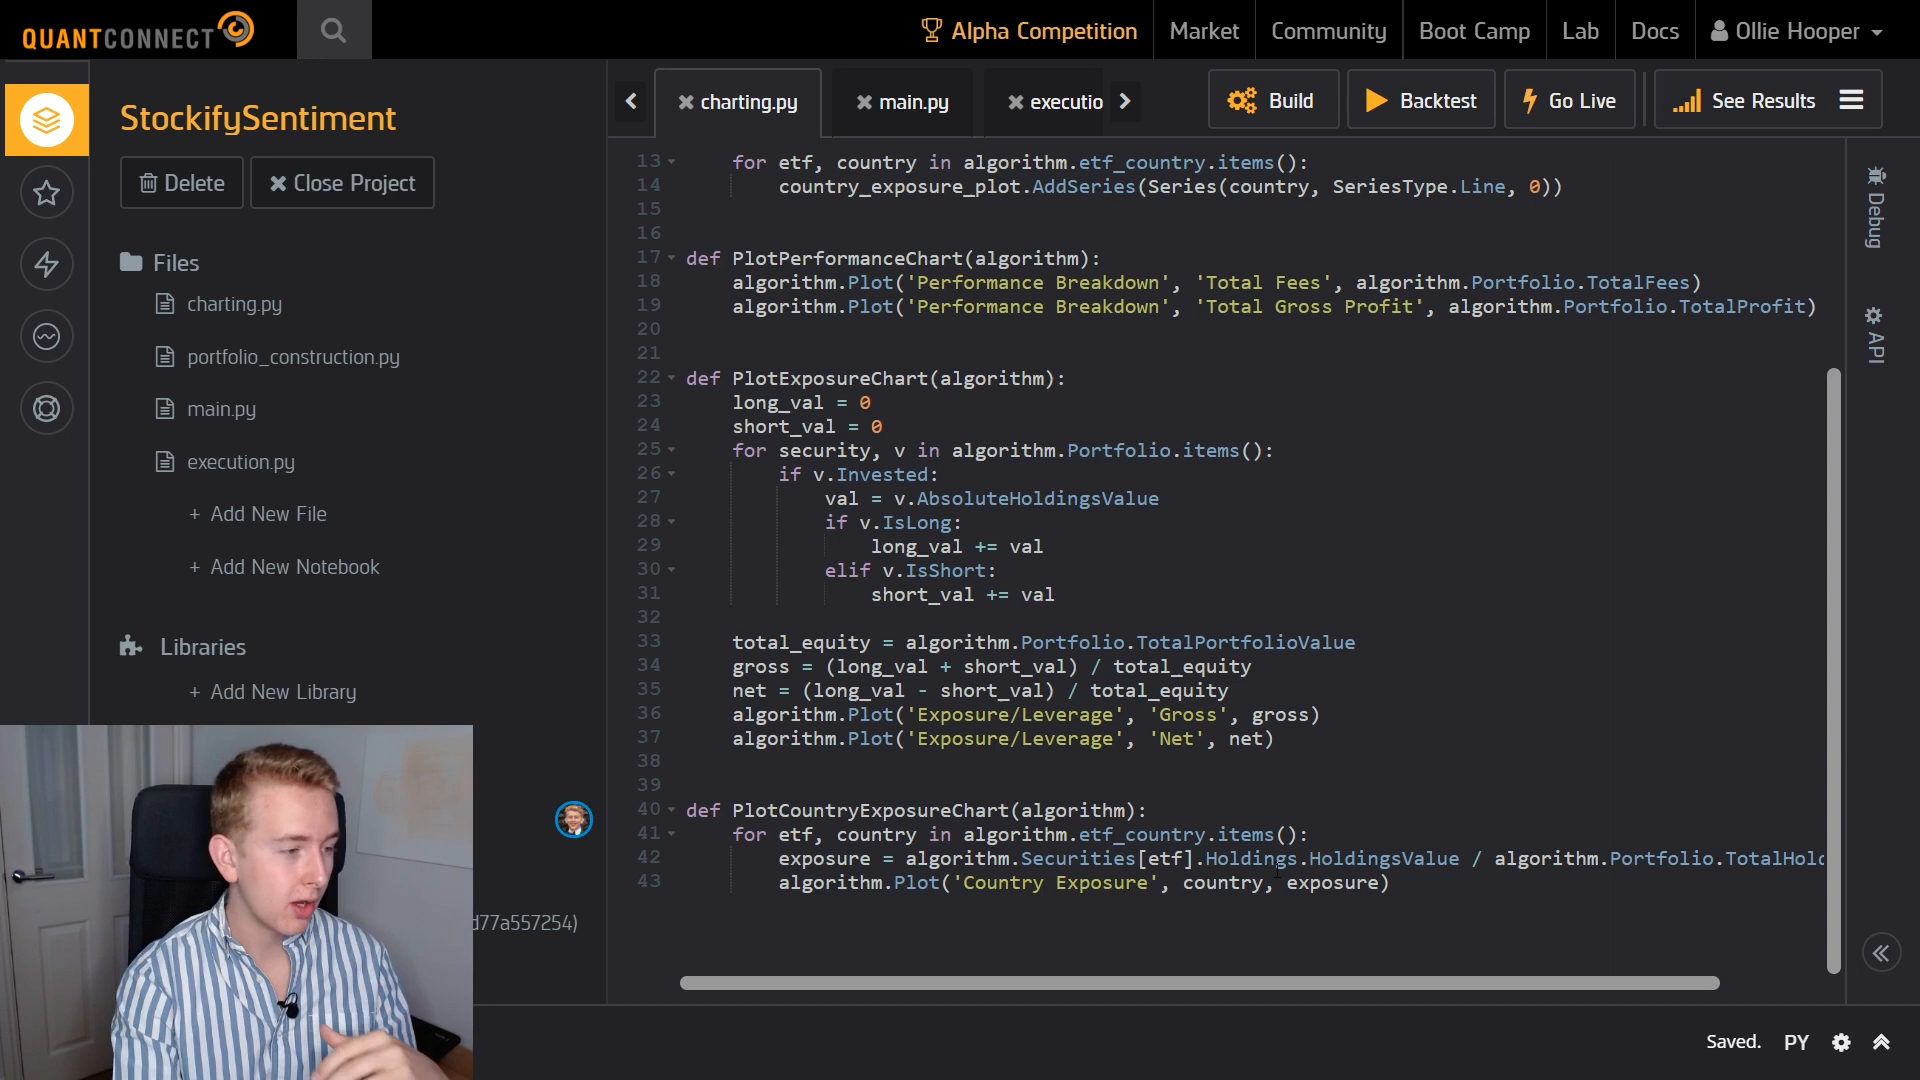 QUANTCONNECT
Alpha Competition
Market
Community
Boot Camp
Lab
Docs
Ollie Hooper
StockifySentiment
Delete
Close Project
Files
charting.py
portfolio_construction.py
main.py
execution.py
+ Add New File
+ Add New Notebook
Libraries
+ Add New Library
d77a557254)
charting.py
main.py
executio
Build
Backtest
Go Live
See Results
13 for etf, country in algorithm.etf_country.items():
14 country_exposure_plot.AddSeries(Series(country, SeriesType.Line, 0))
15
16
17 def PlotPerformanceChart(algorithm):
18 algorithm.Plot('Performance Breakdown', 'Total Fees', algorithm.Portfolio.TotalFees)
19 algorithm.Plot('Performance Breakdown', 'Total Gross Profit', algorithm.Portfolio.TotalProfit)
20
21
22 def PlotExposureChart(algorithm):
23 long_val = 0
24 short_val = 0
25 for security, v in algorithm.Portfolio.items():
26 if v.Invested:
27 val = v.AbsoluteHoldingsValue
28 if v.IsLong:
29 long_val += val
30 elif v.IsShort:
31 short_val += val
32
33 total_equity = algorithm.Portfolio.TotalPortfolioValue
34 gross = (long_val + short_val) / total_equity
35 net = (long_val - short_val) / total_equity
36 algorithm.Plot('Exposure/Leverage', 'Gross', gross)
37 algorithm.Plot('Exposure/Leverage', 'Net', net)
38
39
40 def PlotCountryExposureChart(algorithm):
41 for etf, country in algorithm.etf_country.items():
42 exposure = algorithm.Securities[etf].Holdings.HoldingsValue / algorithm.Portfolio.TotalHold
43 algorithm.Plot('Country Exposure', country, exposure)
Debug
API
Saved.
PY